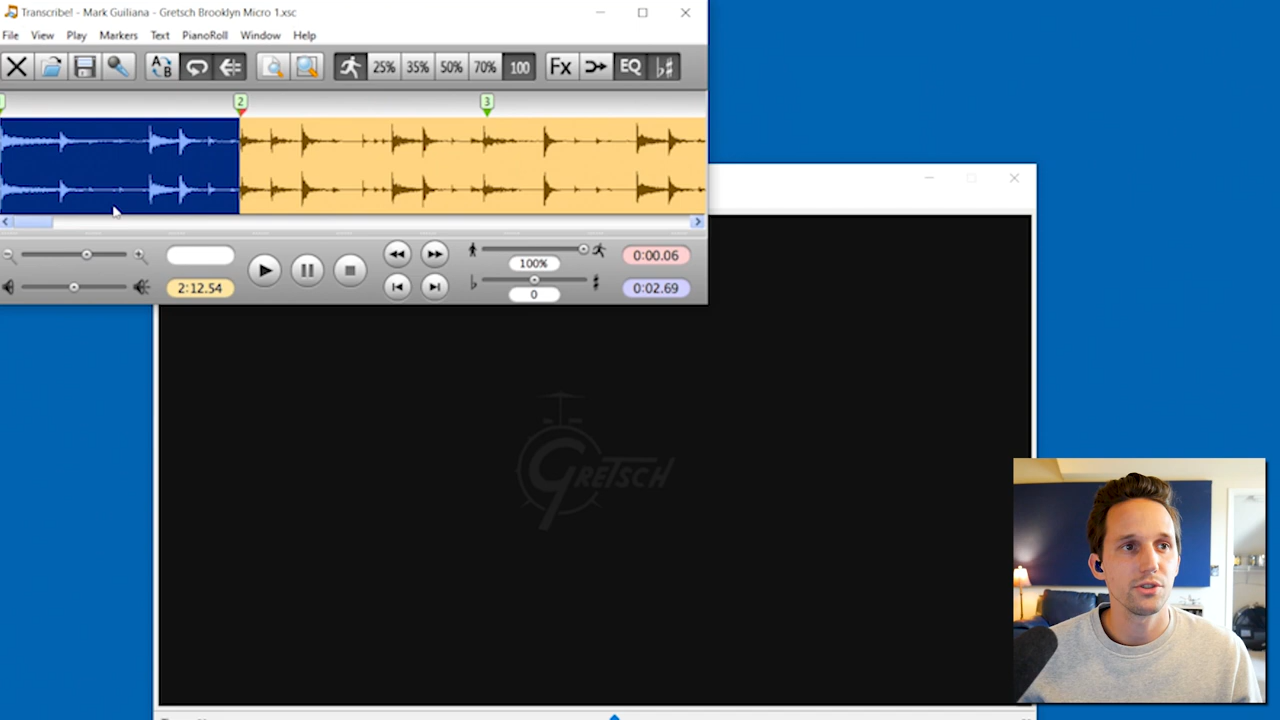 Transcribe! - Mark Guiliana - Gretsch Brooklyn Micro 1.xsc
File View Play Markers Text PianoRoll Window Help
A B 25% 35% 50% 70% 100 Fx EQ
2 3
100% 0:00.06
2:12.54 0 0:02.69
GRETSCH